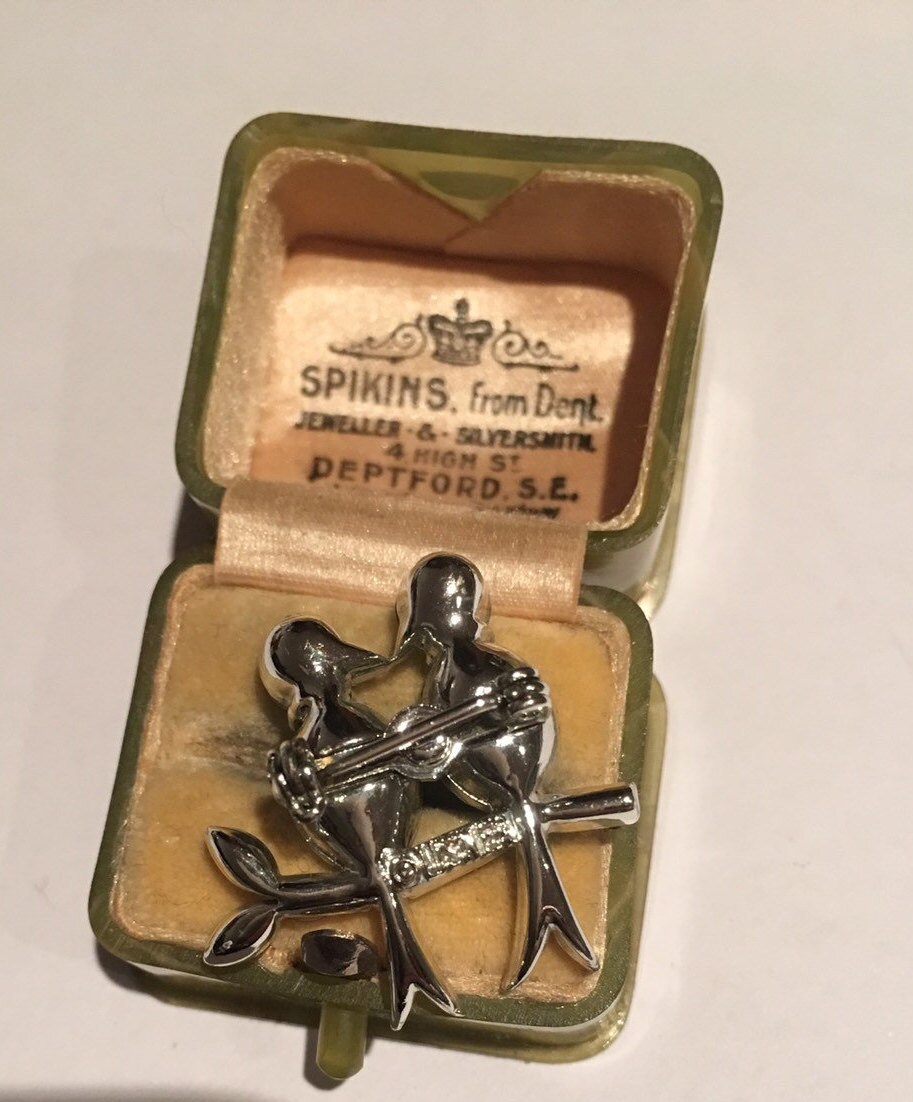 SPIKINS. from Dent.
JEWELLER · & · SILVERSMITH.
4 HIGH ST
DEPTFORD. S.E.